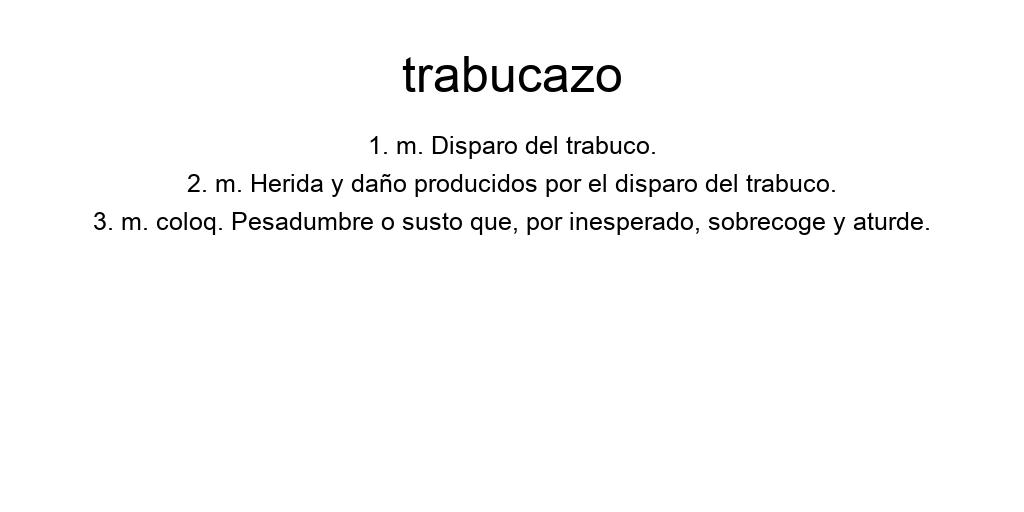 trabucazo
1. m. Disparo del trabuco.
2. m. Herida y daño producidos por el disparo del trabuco.
3. m. coloq. Pesadumbre o susto que, por inesperado, sobrecoge y aturde.